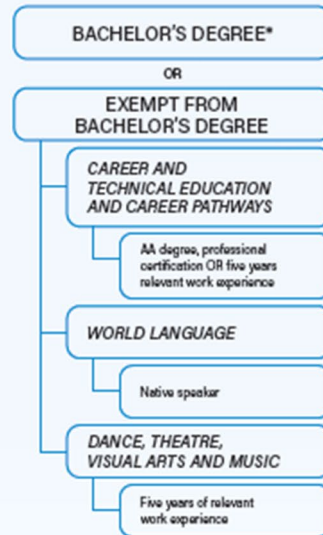 BACHELOR'S DEGREE*
OR
EXEMPT FROM
BACHELOR'S DEGREE
CAREER AND
TECHNICAL EDUCATION
AND CAREER PATHWAYS
AA degree, professional
certification OR five years
relevant work experience
WORLD LANGUAGE
Native speaker
DANCE, THEATRE,
VISUAL ARTS AND MUSIC
Five years of relevant
work experience